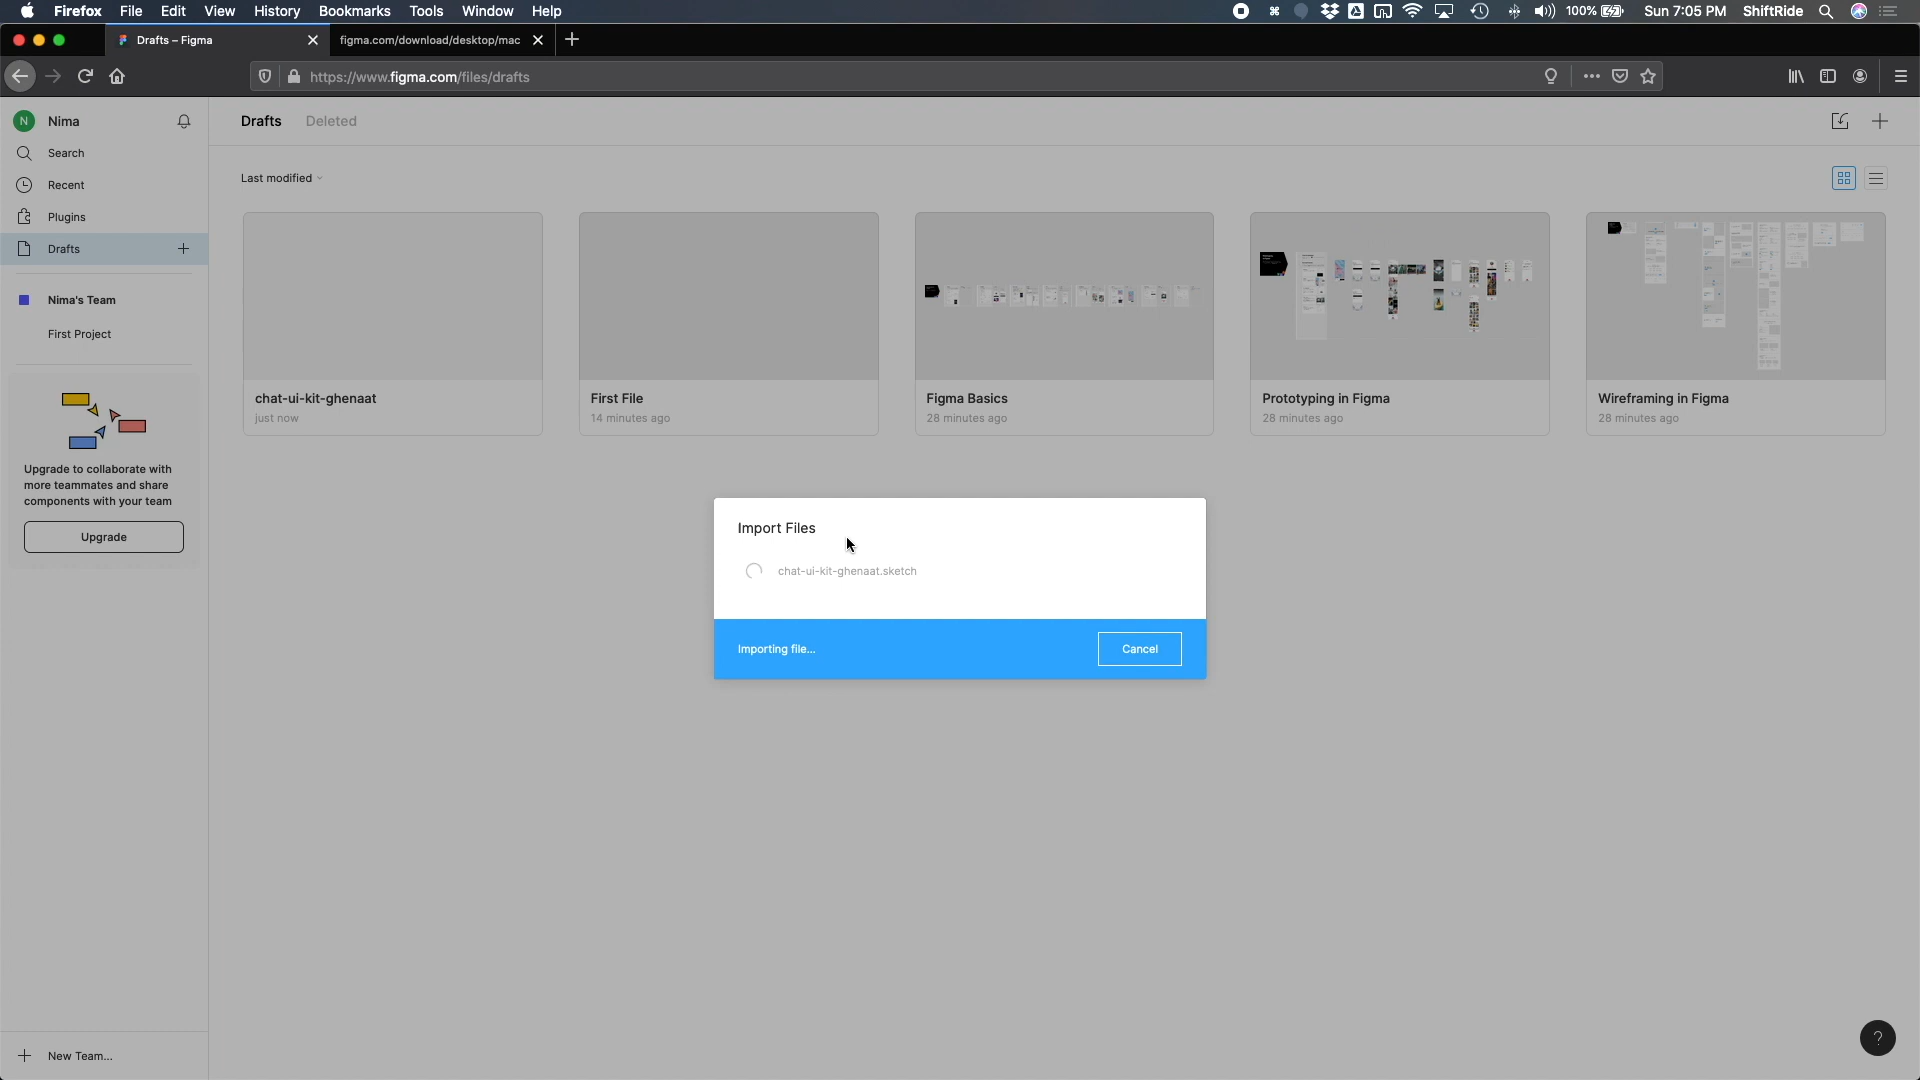 Firefox File Edit View History Bookmarks Tools Window Help
100% Sun 7:05 PM ShiftRide
Drafts – Figma
figma.com/download/desktop/mac
https://www.figma.com/files/drafts
N Nima
Search
Recent
Plugins
Drafts
Nima's Team
First Project
Upgrade to collaborate with
more teammates and share
components with your team
Upgrade
New Team...
Drafts Deleted
Last modified
chat-ui-kit-ghenaat
just now
First File
14 minutes ago
Figma Basics
28 minutes ago
Prototyping in Figma
28 minutes ago
Wireframing in Figma
28 minutes ago
Import Files
chat-ui-kit-ghenaat.sketch
Importing file...
Cancel
?